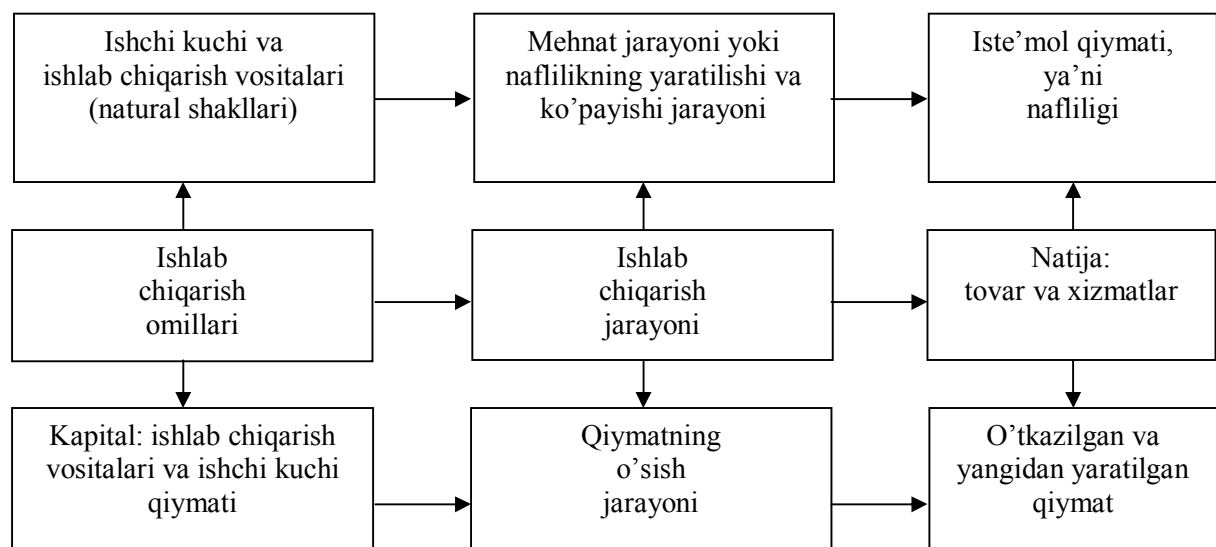 Ishchi kuchi va
ishlab chiqarish vositalari
(natural shakllari)
Mehnat jarayoni yoki
naflilikning yaratilishi va
ko’payishi jarayoni
Iste’mol qiymati,
ya’ni
nafliligi
Ishlab
chiqarish
omillari
Ishlab
chiqarish
jarayoni
Natija:
tovar va xizmatlar
Kapital: ishlab chiqarish
vositalari va ishchi kuchi
qiymati
Qiymatning
o’sish
jarayoni
O’tkazilgan va
yangidan yaratilgan
qiymat